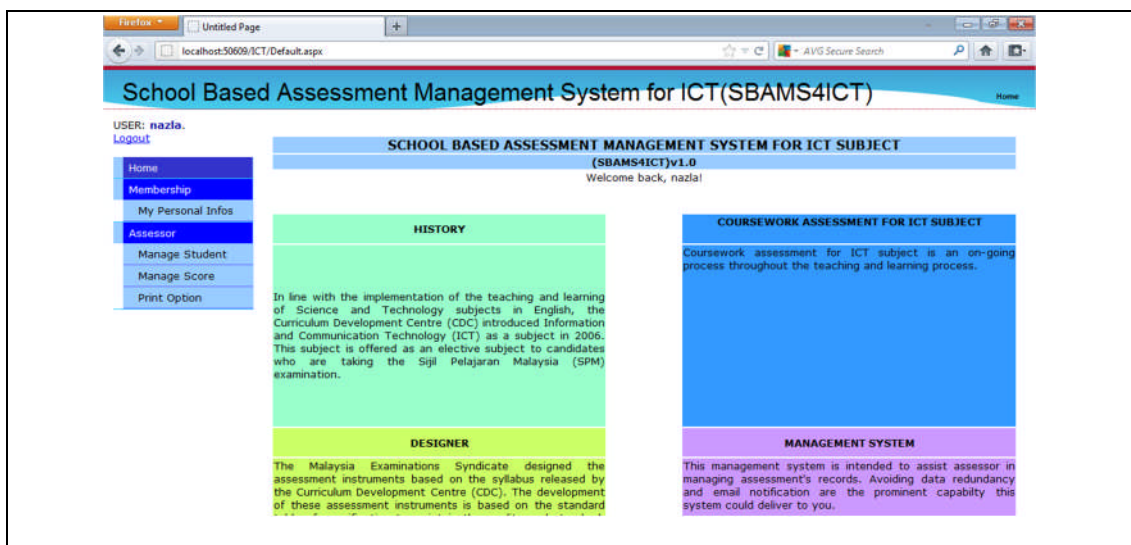 Firefox
Untitled Page
+
localhost:50609/ICT/Default.aspx
AVG Secure Search
School Based Assessment Management System for ICT(SBAMS4ICT)
Home
USER: nazla.
Logout
Home
Membership
My Personal Infos
Assessor
Manage Student
Manage Score
Print Option
SCHOOL BASED ASSESSMENT MANAGEMENT SYSTEM FOR ICT SUBJECT
(SBAMS4ICT)v1.0
Welcome back, nazla!
HISTORY
In line with the implementation of the teaching and learning
of Science and Technology subjects in English, the
Curriculum Development Centre (CDC) introduced Information
and Communication Technology (ICT) as a subject in 2006.
This subject is offered as an elective subject to candidates
who are taking the Sijil Pelajaran Malaysia (SPM)
examination.
COURSEWORK ASSESSMENT FOR ICT SUBJECT
Coursework assessment for ICT subject is an on-going
process throughout the teaching and learning process.
DESIGNER
The Malaysia Examinations Syndicate designed the
assessment instruments based on the syllabus released by
the Curriculum Development Centre (CDC). The development
of these assessment instruments is based on the standard
MANAGEMENT SYSTEM
This management system is intended to assist assessor in
managing assessment's records. Avoiding data redundancy
and email notification are the prominent capabilty this
system could deliver to you.